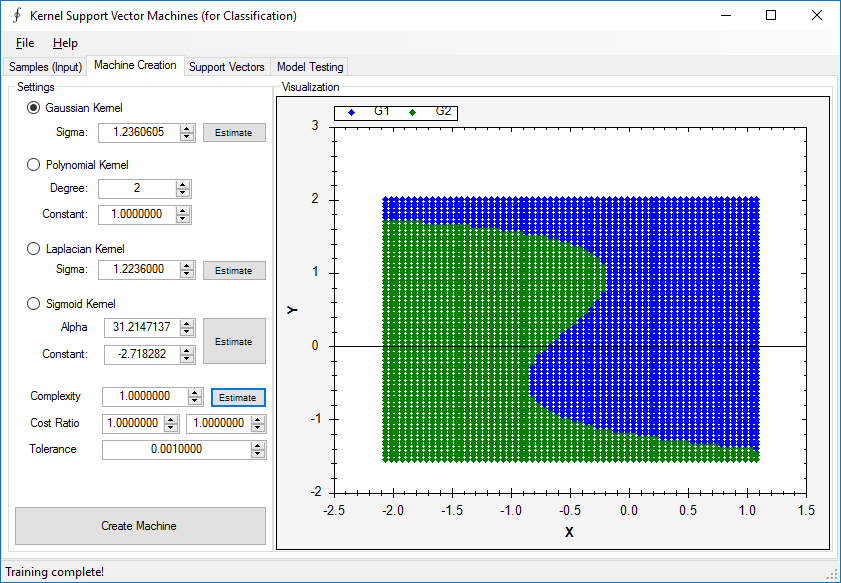 Kernel Support Vector Machines (for Classification)
File Help
Samples (Input) Machine Creation Support Vectors Model Testing
Settings
Gaussian Kernel
Sigma: 1.2360605 Estimate
Polynomial Kernel
Degree: 2
Constant: 1.0000000
Laplacian Kernel
Sigma: 1.2236000 Estimate
Sigmoid Kernel
Alpha 31.2147137
Estimate
Constant: -2.718282
Complexity 1.0000000 Estimate
Cost Ratio 1.0000000 1.0000000
Tolerance 0.0010000
Create Machine
Visualization
G1 G2
3
2
1
0
-1
-2
Y
-2.5 -2.0 -1.5 -1.0 -0.5 0.0 0.5 1.0 1.5
X
Training complete!